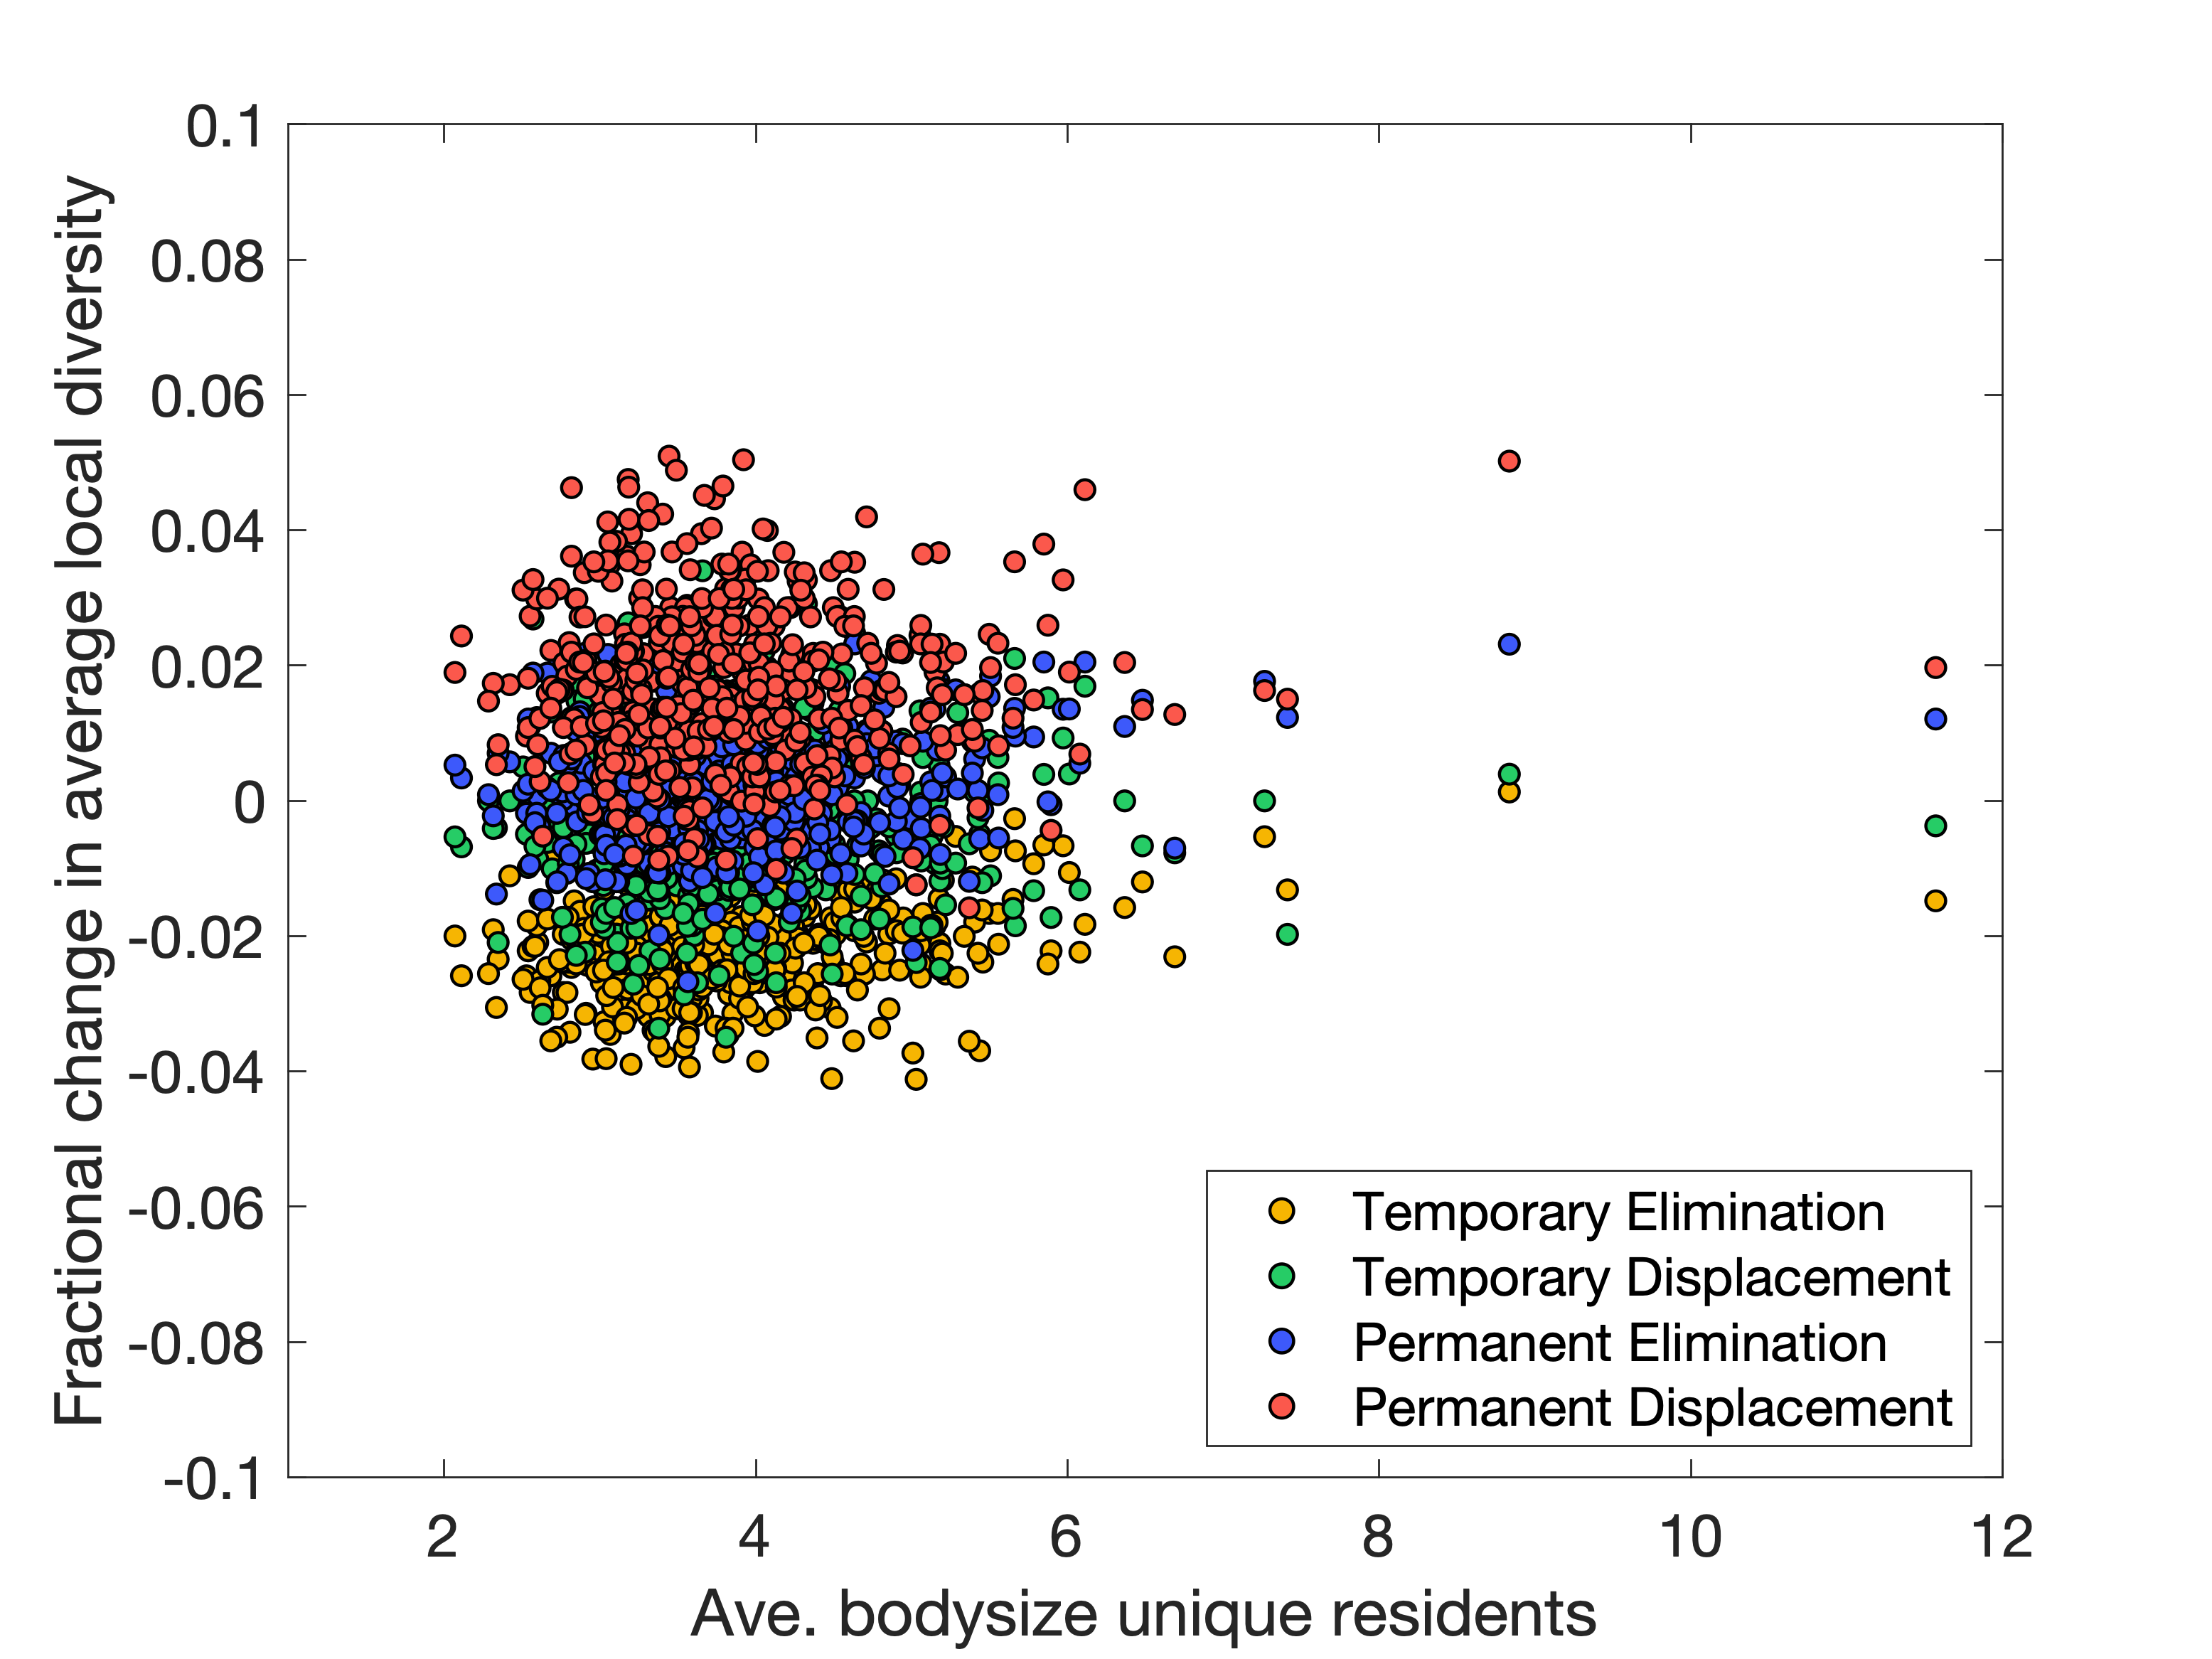 Fractional change in average local diversity
0.1
0.08
0.06
0.04
0.02
0
-0.02
-0.04
-0.06
-0.08
-0.1
Temporary Elimination
Temporary Displacement
Permanent Elimination
Permanent Displacement
2 4 6 8 10 12
Ave. bodysize unique residents